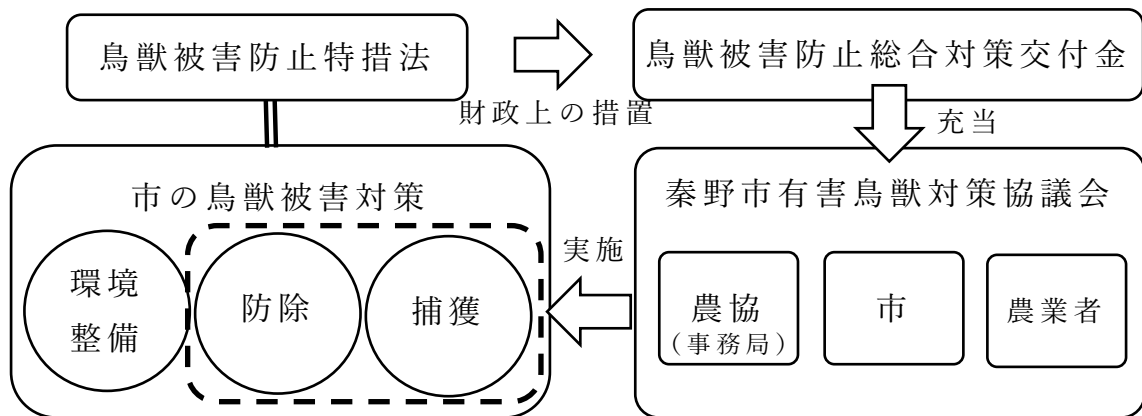 鳥獣被害防止特措法
鳥獣被害防止総合対策交付金
財政上の措置
充当
市の鳥獣被害対策
環境
整備
防除
捕獲
実施
秦野市有害鳥獣対策協議会
農協
(事務局)
市
農業者